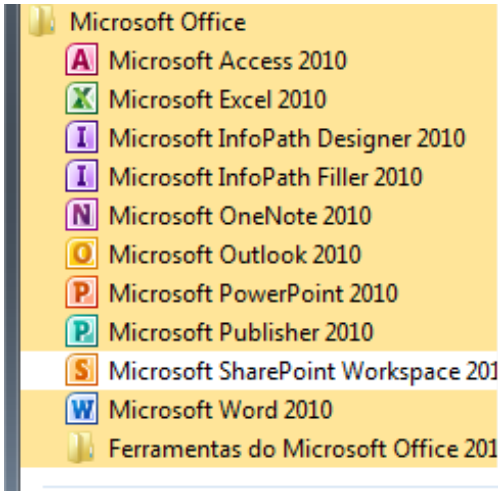 Microsoft Office
A Microsoft Access 2010
X Microsoft Excel 2010
I Microsoft InfoPath Designer 2010
I Microsoft InfoPath Filler 2010
N Microsoft OneNote 2010
O Microsoft Outlook 2010
P Microsoft PowerPoint 2010
P Microsoft Publisher 2010
S Microsoft SharePoint Workspace 201
W Microsoft Word 2010
Ferramentas do Microsoft Office 201